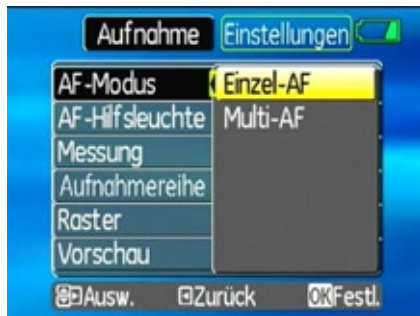 Aufnahme Einstellungen
AF-Modus Einzel-AF
AF-Hilfsleuchte Multi-AF
Messung
Aufnahmereihe
Raster
Vorschau
Ausw. Zurück OK Festl.